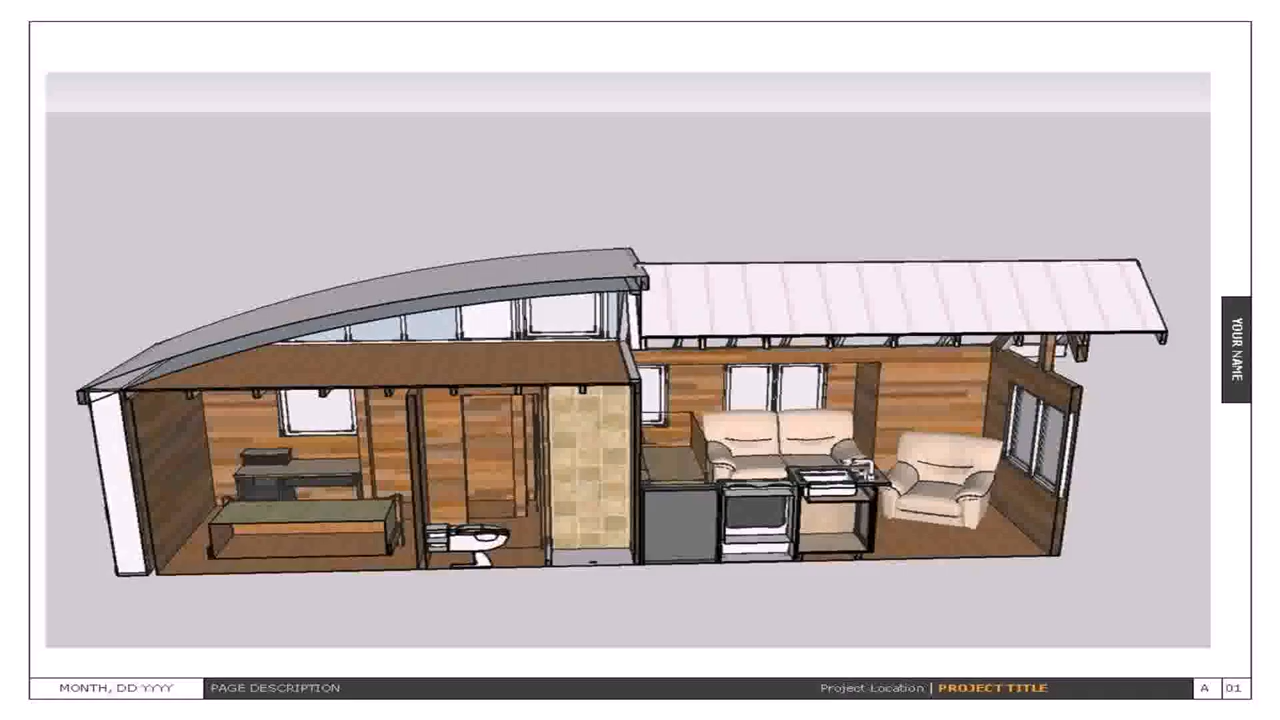 YOUR NAME
MONTH, DD YYYY
PAGE DESCRIPTION
Project Location | PROJECT TITLE
A 01